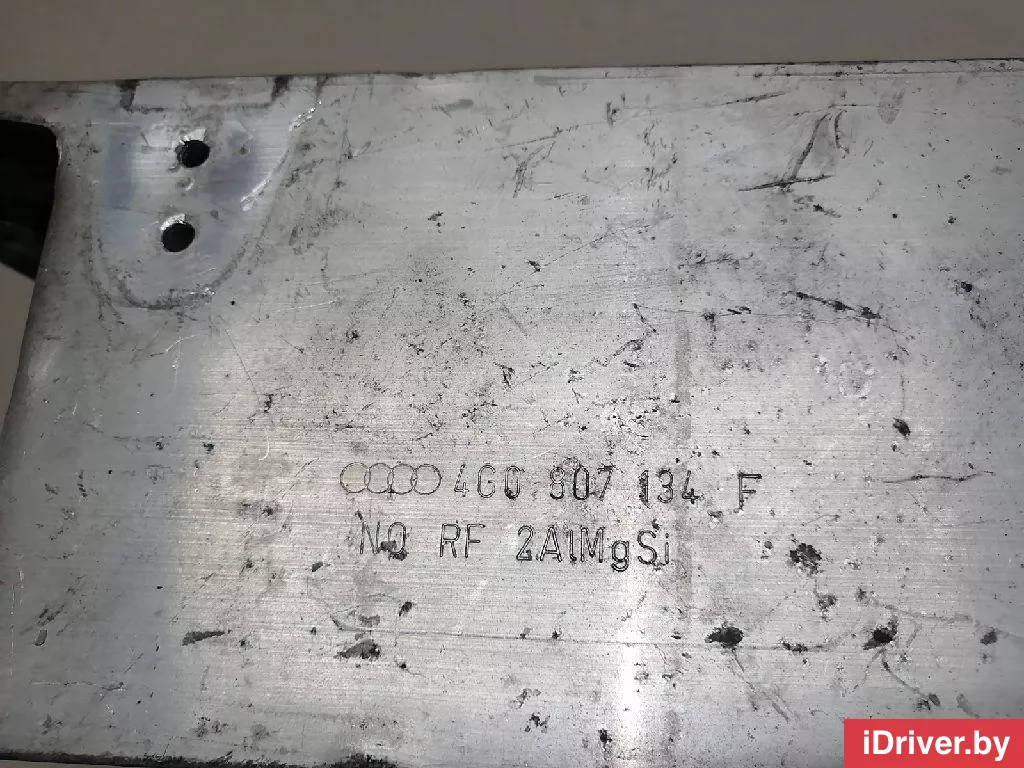 4G0 807 134 F
NO RF 2AlMgSi
iDriver.by